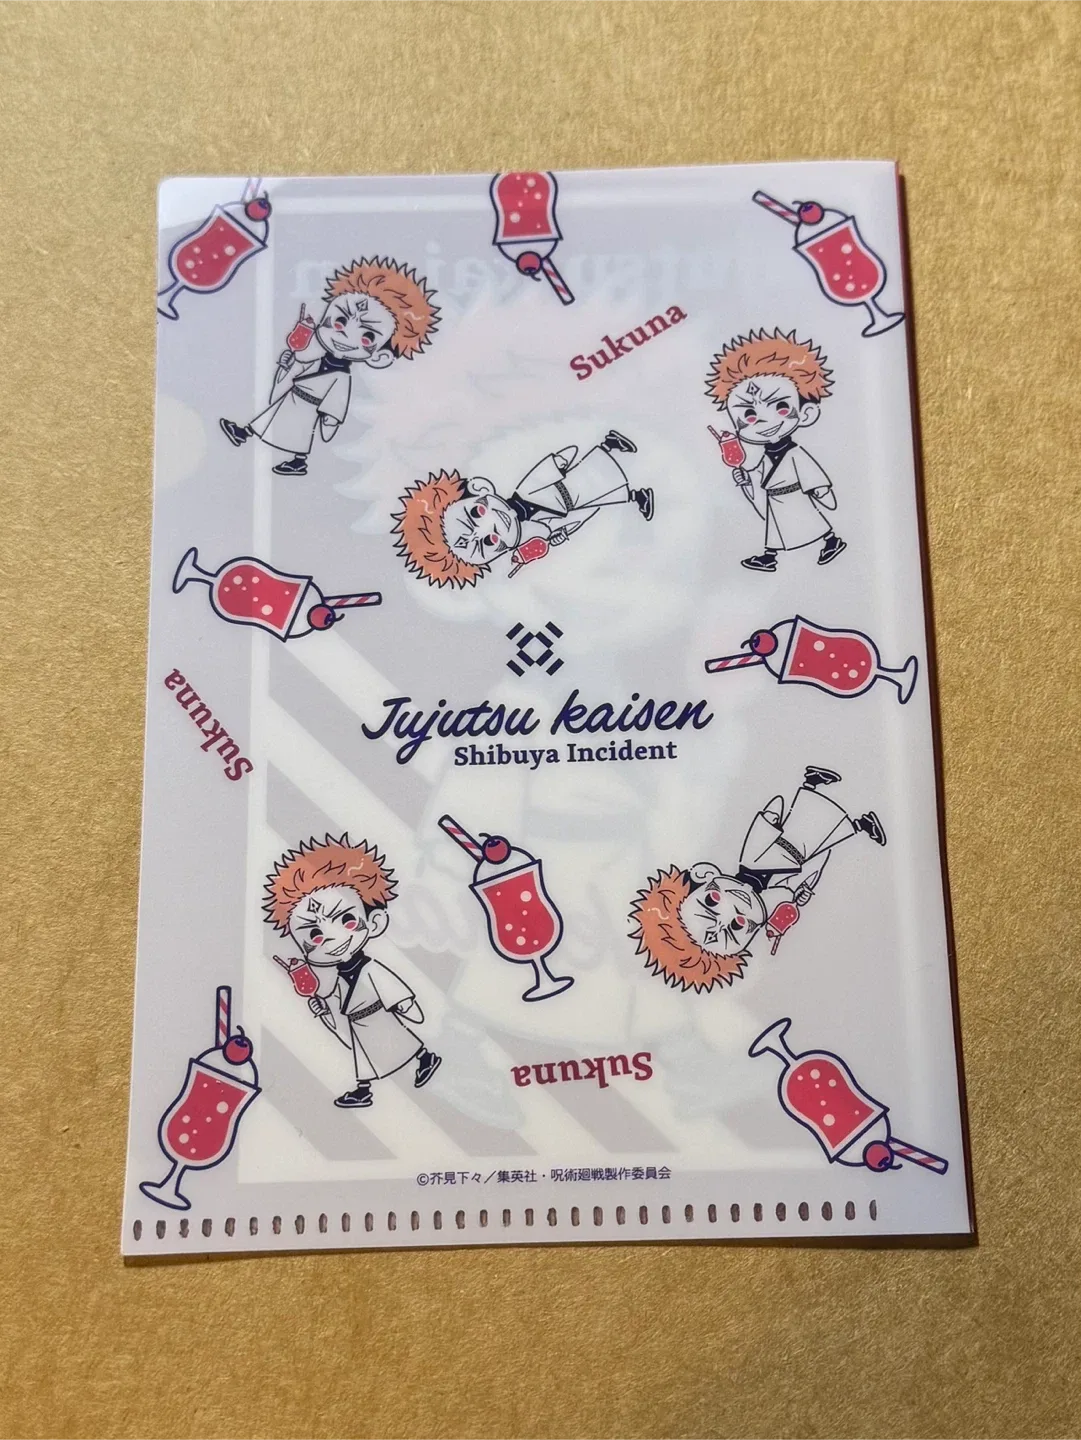 Sukuna
Sukuna
Jujutsu kaisen
Shibuya Incident
Sukuna
©芥見下々／集英社・呪術廻戦製作委員会